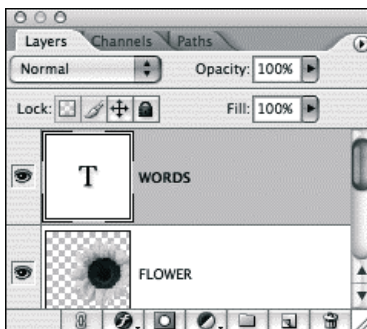 Layers Channels Paths
Normal Opacity: 100%
Lock: Fill: 100%
T WORDS
FLOWER